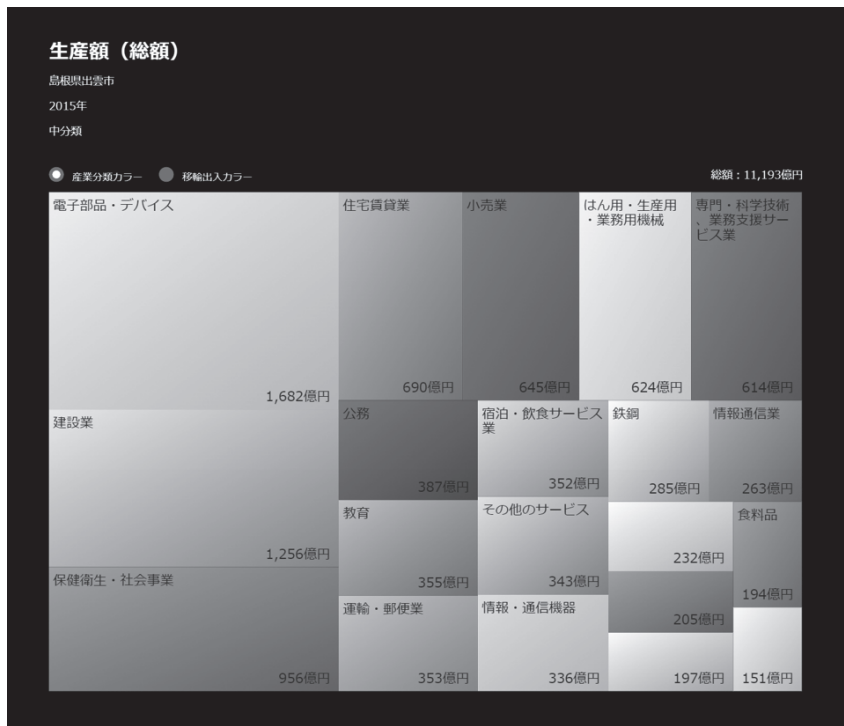 生産額（総額）
島根県出雲市
2015年
中分類
産業分類カラー
移輸出入カラー
総額：11,193億円
電子部品・デバイス
1,682億円
建設業
1,256億円
保健衛生・社会事業
956億円
住宅賃貸業
690億円
小売業
645億円
はん用・生産用
・業務用機械
624億円
専門・科学技術
、業務支援サー
ビス業
614億円
公務
387億円
宿泊・飲食サービス
業
352億円
鉄鋼
285億円
情報通信業
263億円
教育
355億円
その他のサービス
343億円
232億円
食料品
194億円
205億円
運輸・郵便業
353億円
情報・通信機器
336億円
197億円
151億円